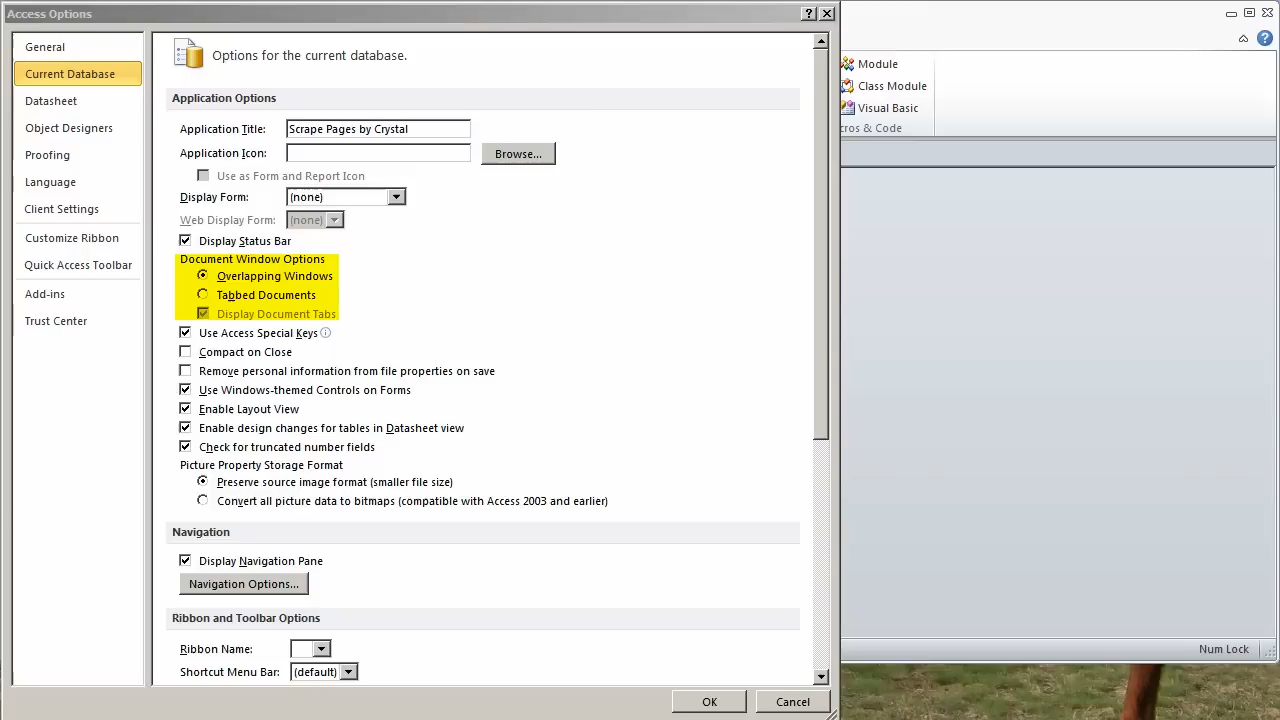 Access Options
General
Current Database
Datasheet
Object Designers
Proofing
Language
Client Settings
Customize Ribbon
Quick Access Toolbar
Add-ins
Trust Center
Options for the current database.
Application Options
Application Title: Scrape Pages by Crystal
Application Icon: Browse...
Use as Form and Report Icon
Display Form: (none)
Web Display Form: (none)
Display Status Bar
Document Window Options
Overlapping Windows
Tabbed Documents
Display Document Tabs
Use Access Special Keys
Compact on Close
Remove personal information from file properties on save
Use Windows-themed Controls on Forms
Enable Layout View
Enable design changes for tables in Datasheet view
Check for truncated number fields
Picture Property Storage Format
Preserve source image format (smaller file size)
Convert all picture data to bitmaps (compatible with Access 2003 and earlier)
Navigation
Display Navigation Pane
Navigation Options...
Ribbon and Toolbar Options
Ribbon Name:
Shortcut Menu Bar: (default)
OK Cancel
Module
Class Module
Visual Basic
cros & Code
Num Lock